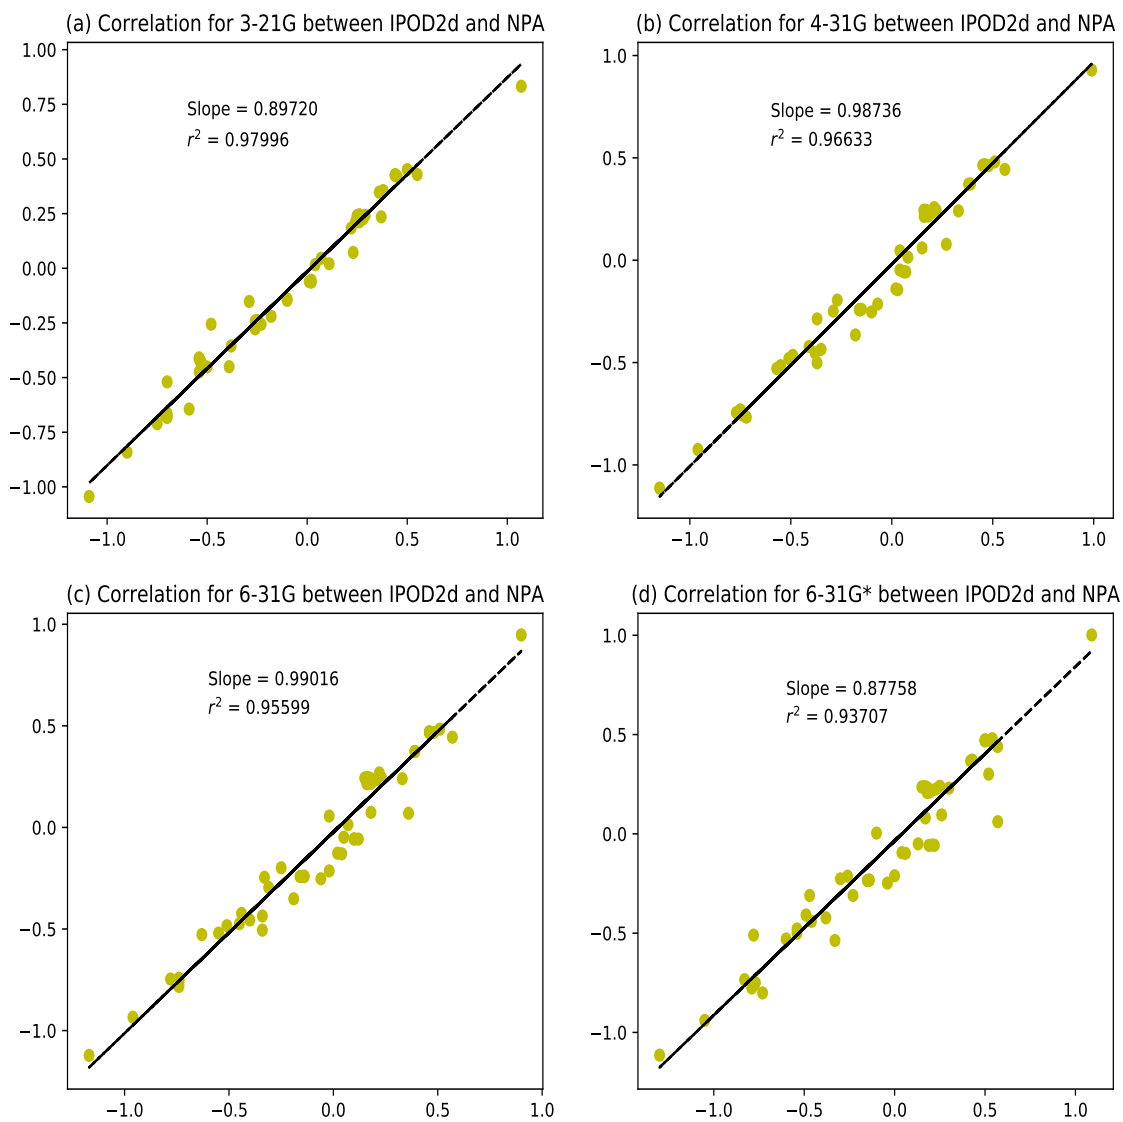 (a) Correlation for 3-21G between IPOD2d and NPA
1.00
0.75
0.50
0.25
0.00
−0.25
−0.50
−0.75
−1.00
Slope = 0.89720
r² = 0.97996
−1.0 −0.5 0.0 0.5 1.0
(b) Correlation for 4-31G between IPOD2d and NPA
1.0
0.5
0.0
−0.5
−1.0
Slope = 0.98736
r² = 0.96633
−1.0 −0.5 0.0 0.5 1.0
(c) Correlation for 6-31G between IPOD2d and NPA
1.0
0.5
0.0
−0.5
−1.0
Slope = 0.99016
r² = 0.95599
−1.0 −0.5 0.0 0.5 1.0
(d) Correlation for 6-31G* between IPOD2d and NPA
1.0
0.5
0.0
−0.5
−1.0
Slope = 0.87758
r² = 0.93707
−1.0 −0.5 0.0 0.5 1.0